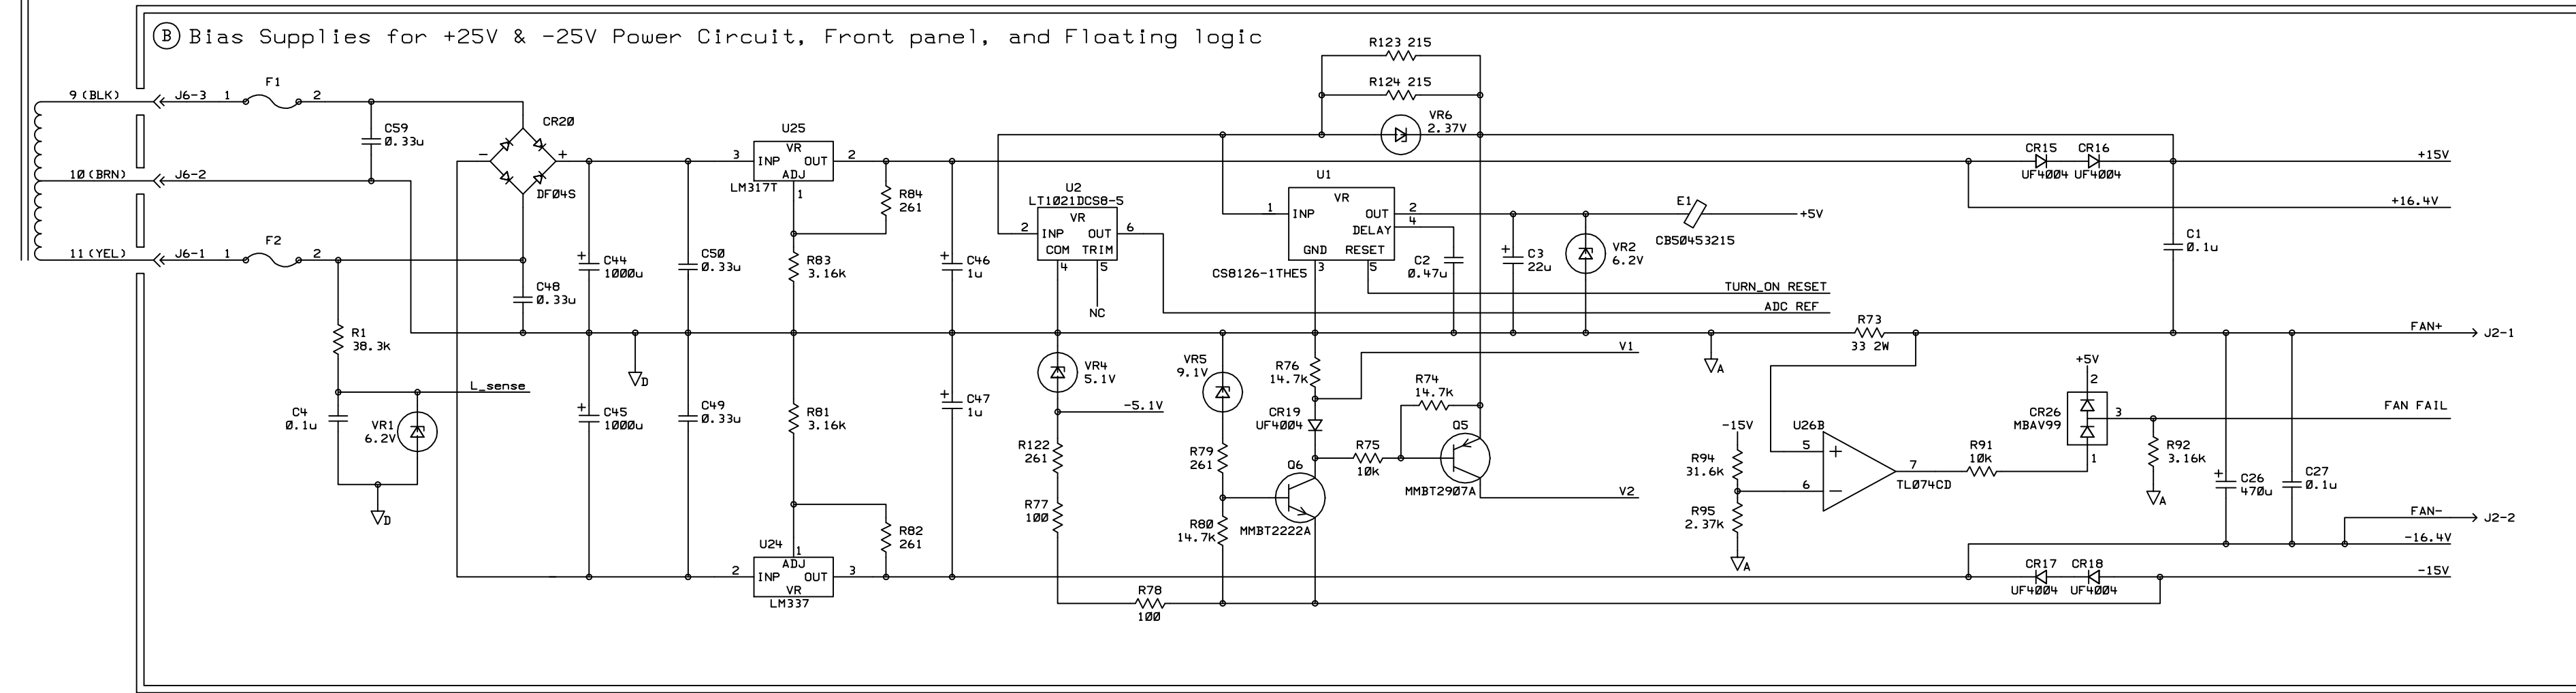 B Bias Supplies for +25V & -25V Power Circuit, Front panel, and Floating logic
R123 215
R124 215
VR6
2.37V
F1
9(BLK) J6-3 1 2
C59
0.33u
CR20
- +
DF04S
10(BRN) J6-2
F2
11(YEL) J6-1 1 2
C48
0.33u
R1
38.3k
L_sense
C4
0.1u
VR1
6.2V
D
C44
1000u
+
C45
1000u
+
D
C50
0.33u
C49
0.33u
U25
3 VR 2
INP OUT
ADJ
LM317T
1
R84
261
R83
3.16k
R81
3.16k
R82
261
U24
1
ADJ
2 INP OUT 3
VR
LM337
+
C46
1u
+
C47
1u
U2
LT1021DCS8-5
VR
2 INP OUT 6
COM TRIM
4 5
NC
VR4
5.1V
-5.1V
R122
261
R77
100
R78
100
U1
VR
1 INP OUT 2
DELAY 4
GND RESET
CS8126-1THE5 3 5
C2
0.47u
+
C3
22u
VR2
6.2V
E1
+5V
CB50453215
TURN_ON RESET
ADC REF
VR5
9.1V
R79
261
R80
14.7k
R76
14.7k
V1
CR19
UF4004
Q6
MMBT2222A
R75
10k
R74
14.7k
Q5
MMBT2907A
V2
A
R73
33 2W
CR15 CR16
UF4004 UF4004
+15V
+16.4V
C1
0.1u
FAN+ J2-1
-15V
R94
31.6k
R95
2.37k
A
U26B
5 +
6 -
7
TL074CD
R91
10k
+5V
2
CR26
MBAV99
3
1
FAN FAIL
R92
3.16k
A
+
C26
470u
C27
0.1u
FAN- J2-2
-16.4V
CR17 CR18
UF4004 UF4004
-15V